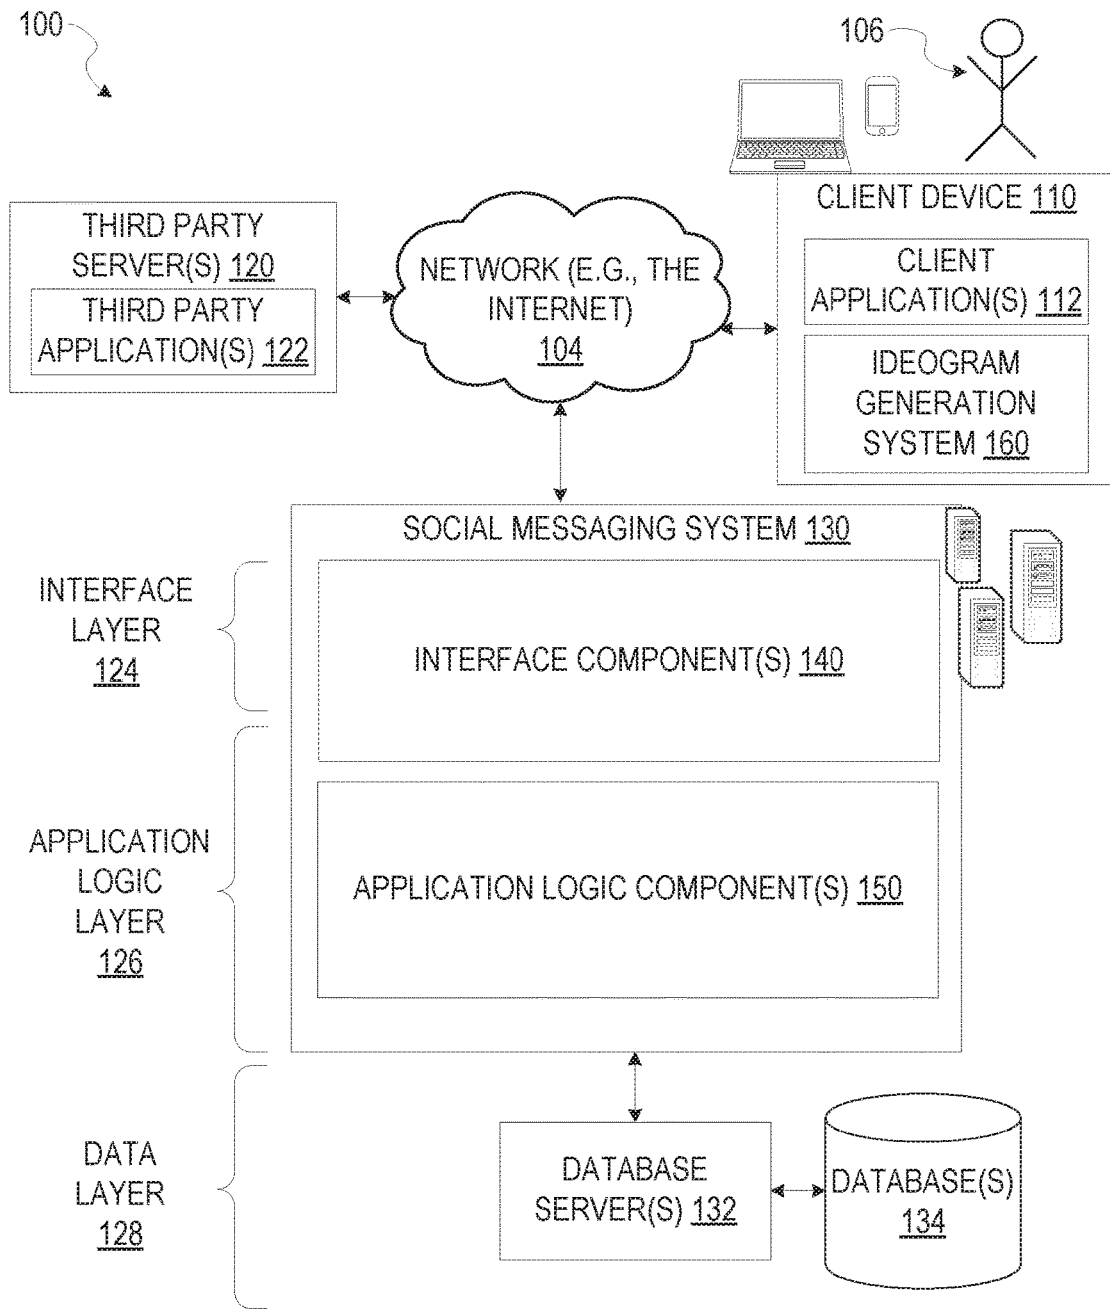 100
106
CLIENT DEVICE 110
CLIENT
APPLICATION(S) 112
IDEOGRAM
GENERATION
SYSTEM 160
THIRD PARTY
SERVER(S) 120
THIRD PARTY
APPLICATION(S) 122
NETWORK (E.G., THE
INTERNET)
104
SOCIAL MESSAGING SYSTEM 130
INTERFACE
LAYER
124
INTERFACE COMPONENT(S) 140
APPLICATION
LOGIC
LAYER
126
APPLICATION LOGIC COMPONENT(S) 150
DATA
LAYER
128
DATABASE
SERVER(S) 132
DATABASE(S)
134